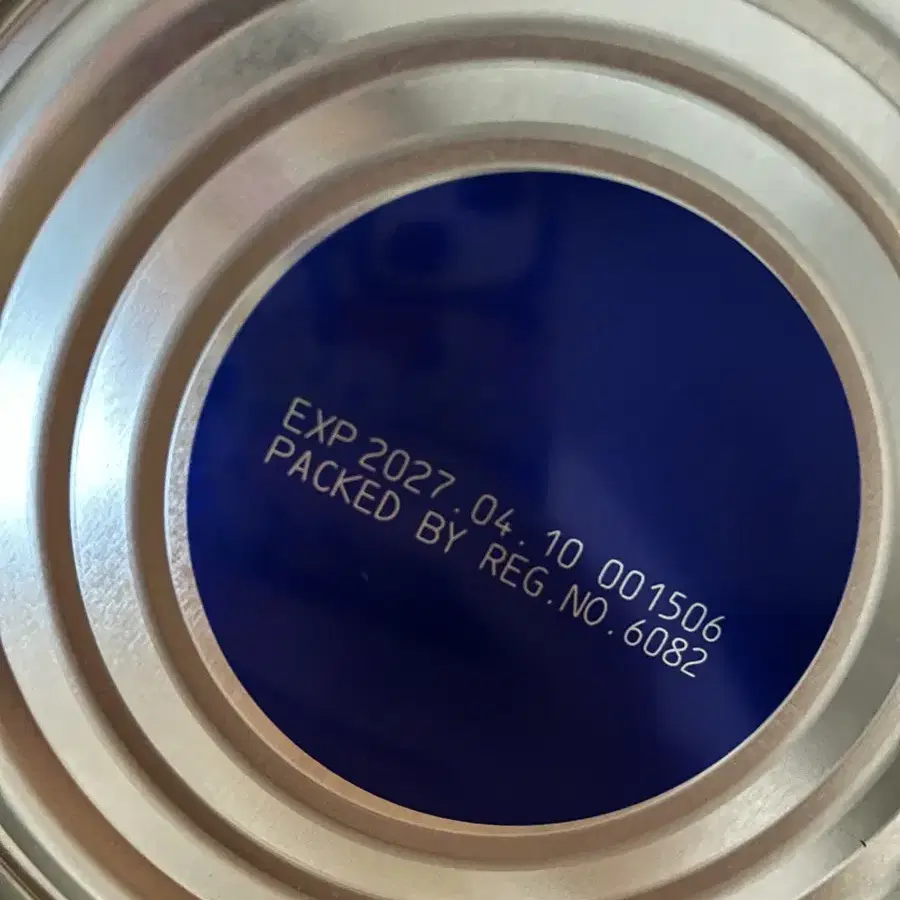 EXP 2027.04.10 001506
PACKED BY REG.NO.6082